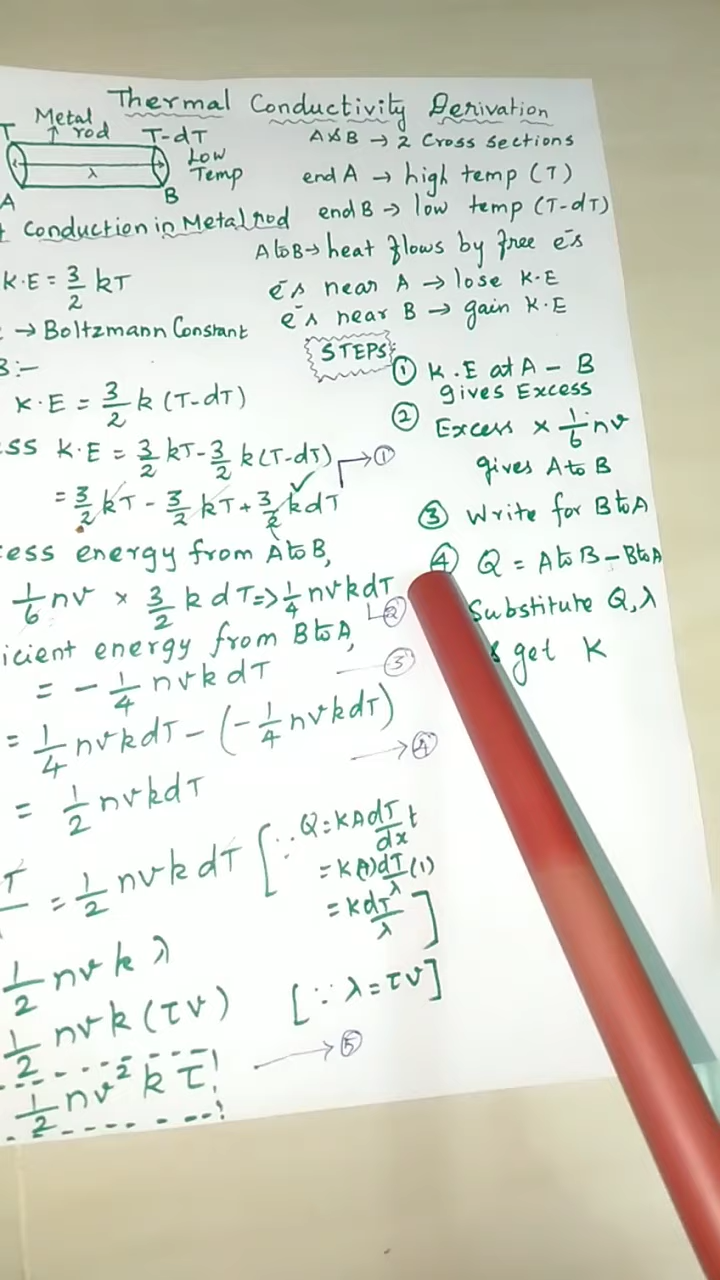 Thermal Conductivity Derivation
Metal
rod
T
T-dT
Low
Temp
λ
A
B
Conduction in Metal rod
K.E = 3/2 kT
→ Boltzmann Constant
B:-
K.E = 3/2 k (T-dT)
ess K.E = 3/2 kT - 3/2 k(T-dT) → ①
= 3/2 kT - 3/2 kT + 3/2 kdT
cess energy from A to B,
1/6 nv × 3/2 k dT => 1/4 nvkdT ②
icient energy from B to A,
= - 1/4 nvkdT ③
= 1/4 nvkdT - (-1/4 nvkdT)
→ ④
= 1/2 nvkdT
T = 1/2 nvkdT [∵ Q = KA dT/dx t
= K(1) dT/λ (1)
= K dT/λ ]
1/2 nvkλ
1/2 nvk(τv) [∵ λ = τv]
1/2 nv² k τ → ⑤
A & B → 2 Cross sections
end A → high temp (T)
end B → low temp (T-dT)
A to B → heat flows by free e⁻s
e⁻s near A → lose K.E
e⁻s near B → gain K.E
STEPS:
① K.E at A - B
gives Excess
② Excess × 1/6 nv
gives A to B
③ Write for B to A
④ Q = A to B - B to A
Substitute Q, λ
get K